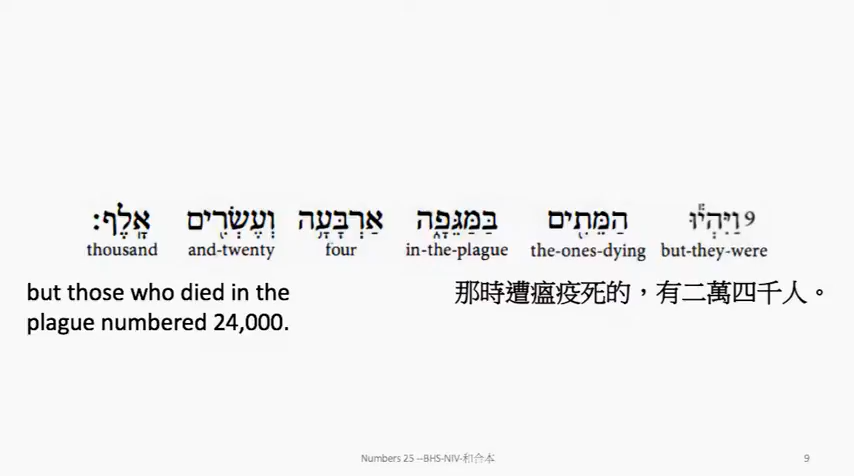 9 וַיִּ֕הְי֕וּ הַמֵּתִ֖ים בַּמַּגֵּפָ֑ה אַרְבָּעָ֥ה וְעֶשְׂרִ֖ים אָֽלֶף׃
thousand and-twenty four in-the-plague the-ones-dying but-they-were
but those who died in the
plague numbered 24,000.
那時遭瘟疫死的，有二萬四千人。
Numbers 25 --BHS-NIV-和合本
9